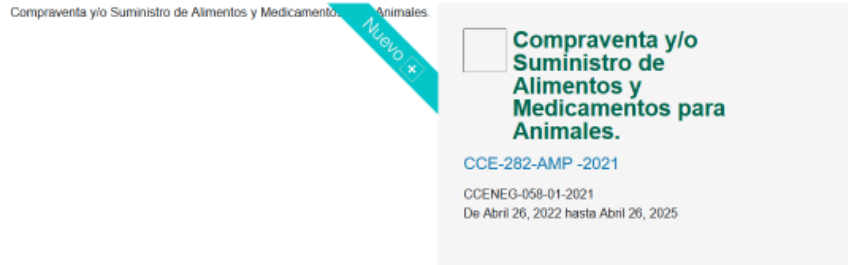 Compraventa y/o Suministro de Alimentos y Medicamentos Animales.
Nuevo +
Compraventa y/o
Suministro de
Alimentos y
Medicamentos para
Animales.
CCE-282-AMP -2021
CCENEG-058-01-2021
De Abril 26, 2022 hasta Abril 26, 2025